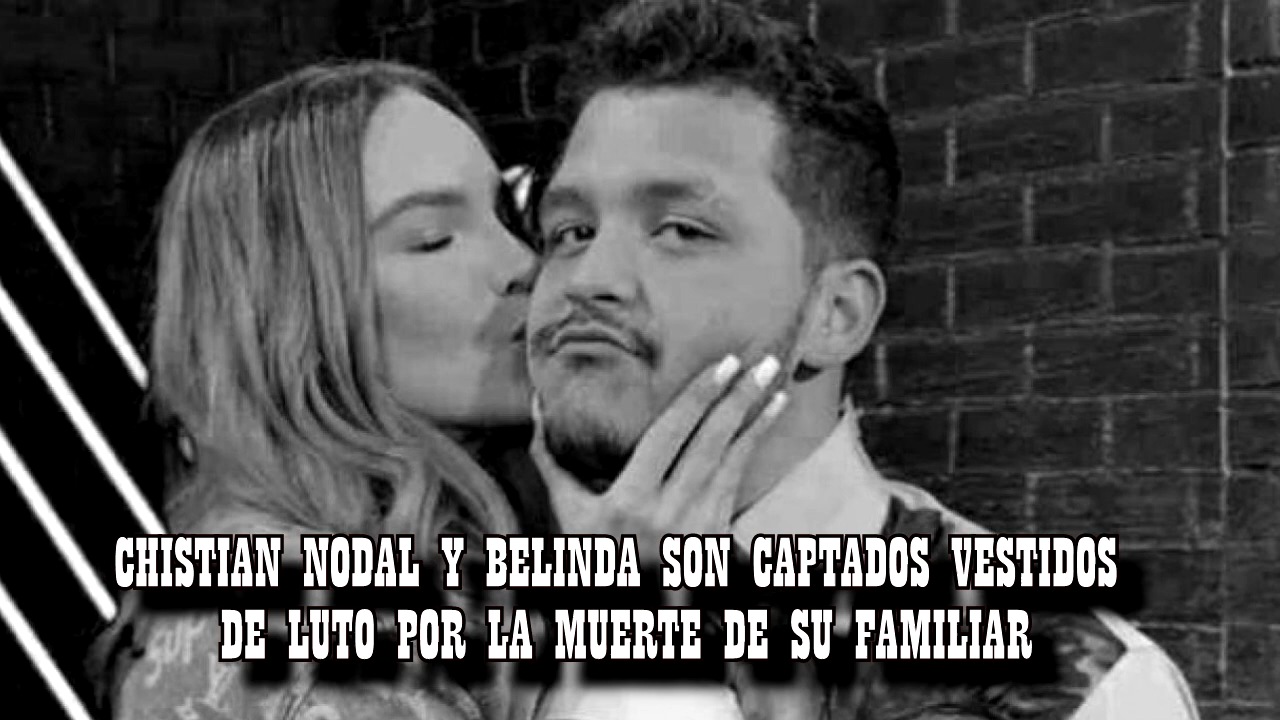 CHISTIAN NODAL Y BELINDA SON CAPTADOS VESTIDOS
DE LUTO POR LA MUERTE DE SU FAMILIAR